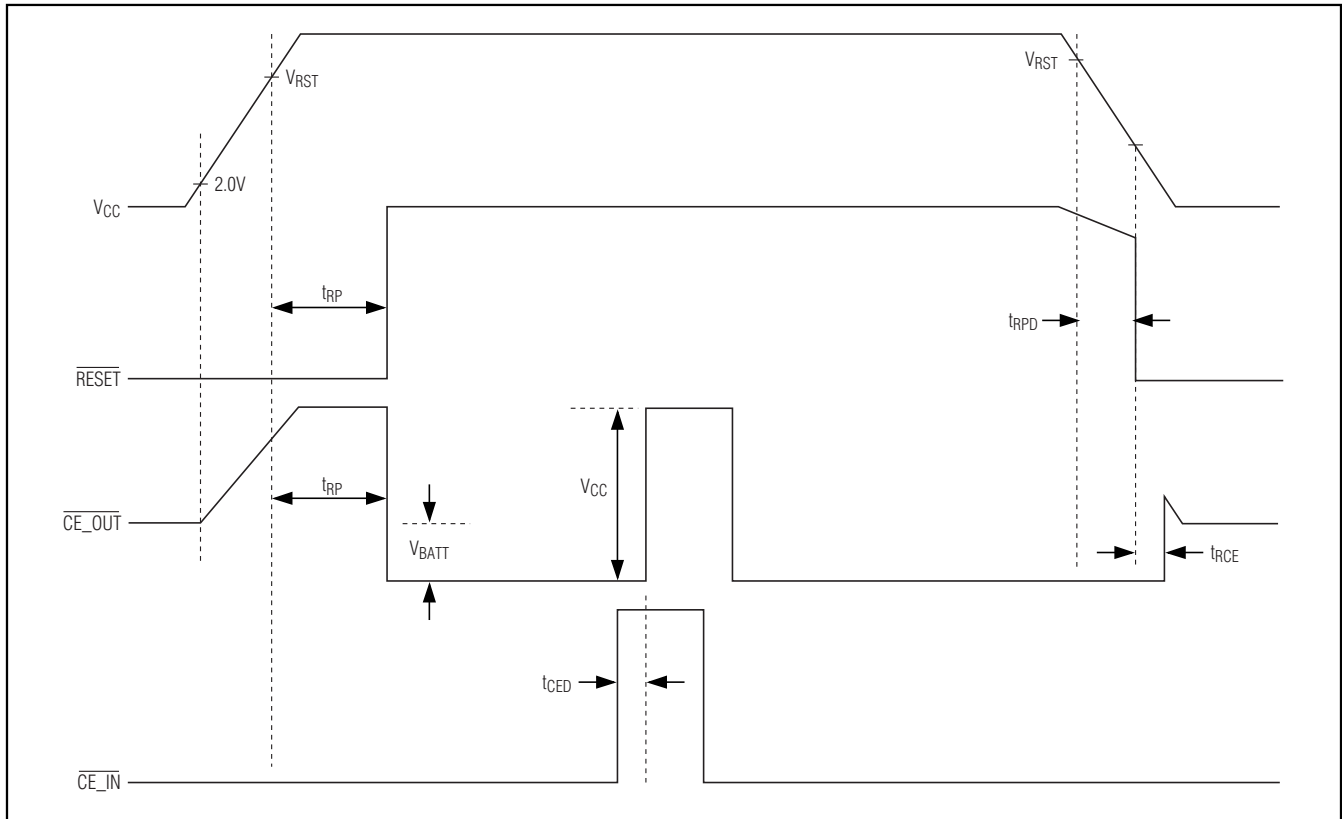 VRST
VRST
2.0V
VCC
tRP
tRPD
RESET
VCC
tRP
CE_OUT
VBATT
tRCE
tCED
CE_IN